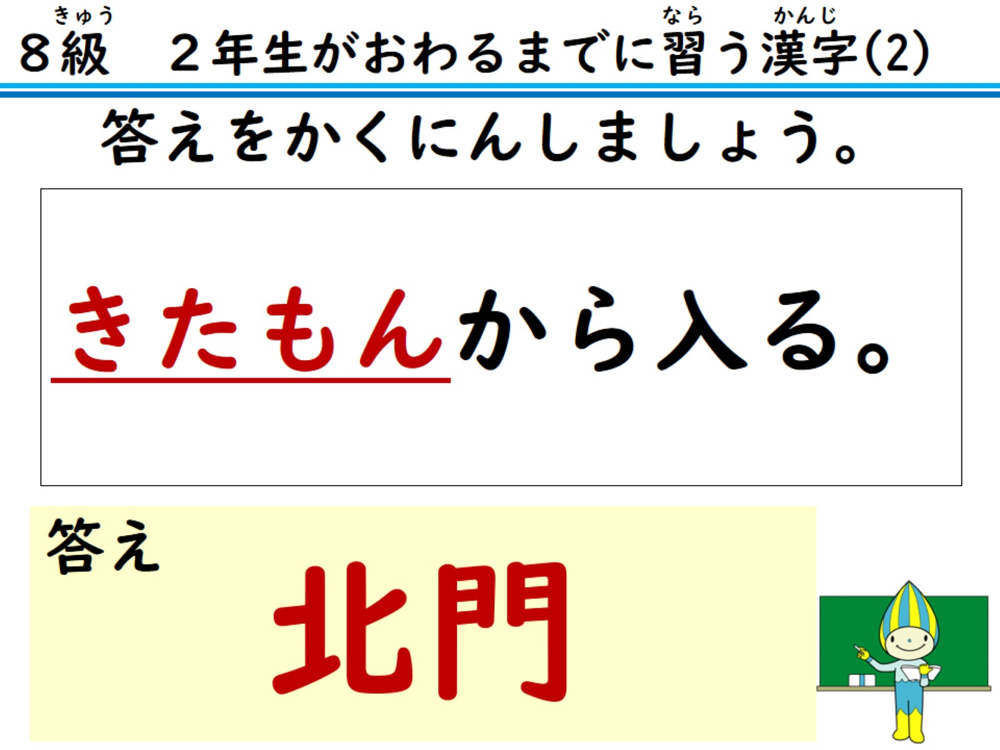 きゅう　なら　かんじ
８級　２年生がおわるまでに習う漢字(2)
答えをかくにんしましょう。
きたもんから入る。
答え
北門